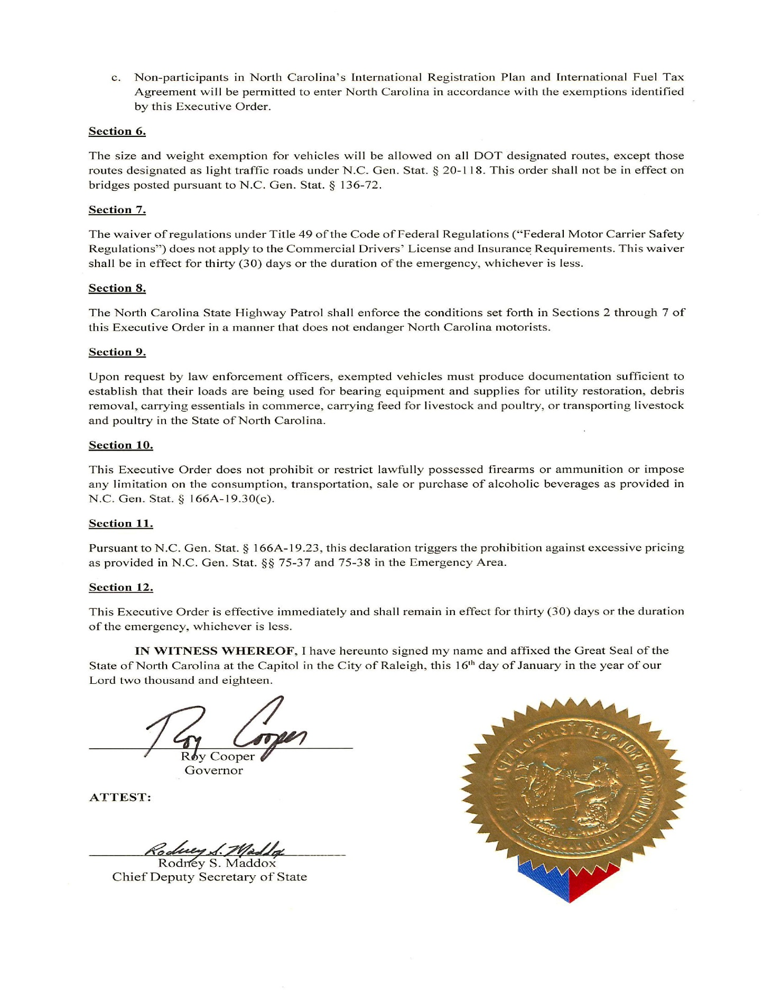 c. Non-participants in North Carolina's International Registration Plan and International Fuel Tax
Agreement will be permitted to enter North Carolina in accordance with the exemptions identified
by this Executive Order.
Section 6.
The size and weight exemption for vehicles will be allowed on all DOT designated routes, except those
routes designated as light traffic roads under N.C. Gen. Stat. § 20-118. This order shall not be in effect on
bridges posted pursuant to N.C. Gen. Stat. § 136-72.
Section 7.
The waiver of regulations under Title 49 of the Code of Federal Regulations (“Federal Motor Carrier Safety
Regulations”) does not apply to the Commercial Drivers’ License and Insurance Requirements. This waiver
shall be in effect for thirty (30) days or the duration of the emergency, whichever is less.
Section 8.
The North Carolina State Highway Patrol shall enforce the conditions set forth in Sections 2 through 7 of
this Executive Order in a manner that does not endanger North Carolina motorists.
Section 9.
Upon request by law enforcement officers, exempted vehicles must produce documentation sufficient to
establish that their loads are being used for bearing equipment and supplies for utility restoration, debris
removal, carrying essentials in commerce, carrying feed for livestock and poultry, or transporting livestock
and poultry in the State of North Carolina.
Section 10.
This Executive Order does not prohibit or restrict lawfully possessed firearms or ammunition or impose
any limitation on the consumption, transportation, sale or purchase of alcoholic beverages as provided in
N.C. Gen. Stat. § 166A-19.30(c).
Section 11.
Pursuant to N.C. Gen. Stat. § 166A-19.23, this declaration triggers the prohibition against excessive pricing
as provided in N.C. Gen. Stat. §§ 75-37 and 75-38 in the Emergency Area.
Section 12.
This Executive Order is effective immediately and shall remain in effect for thirty (30) days or the duration
of the emergency, whichever is less.
IN WITNESS WHEREOF, I have hereunto signed my name and affixed the Great Seal of the
State of North Carolina at the Capitol in the City of Raleigh, this 16th day of January in the year of our
Lord two thousand and eighteen.
Roy Cooper
Roy Cooper
Governor
ATTEST:
Rodney S. Maddox
Rodney S. Maddox
Chief Deputy Secretary of State